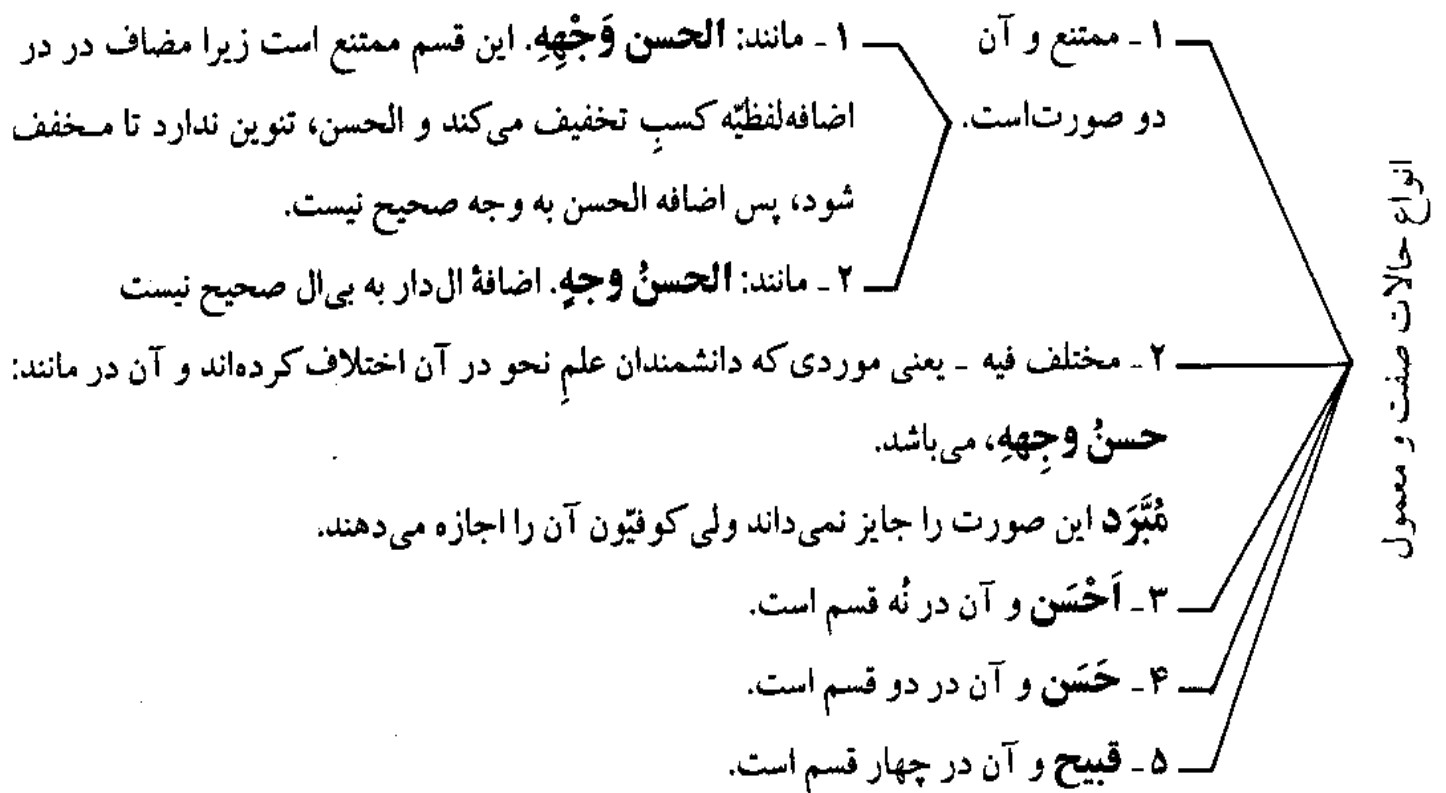 انواع حالات صفت و معمول
۱ ـ ممتنع و آن
دو صورت‌است.
۱ ـ مانند: الحسن وَجْهِهِ. این قسم ممتنع است زیرا مضاف در در
اضافه‌لفظیّه کسبِ تخفیف می‌کند و الحسن، تنوین ندارد تا مـخفف
شود، پس اضافه الحسن به وجه صحیح نیست.
۲ ـ مانند: الحسنُ وجهٍ. اضافهٔ ال‌دار به بی‌ال صحیح نیست
۲ ـ مختلف فیه ـ یعنی موردی که دانشمندان علمِ نحو در آن اختلاف کرده‌اند و آن در مانند:
حسنُ وجِههِ، می‌باشد.
مُبَّرَد این صورت را جایز نمی‌داند ولی کوفیّون آن را اجازه می‌دهند.
۳ ـ اَحْسَن و آن در نُه قسم است.
۴ ـ حَسَن و آن در دو قسم است.
۵ ـ قبیح و آن در چهار قسم است.